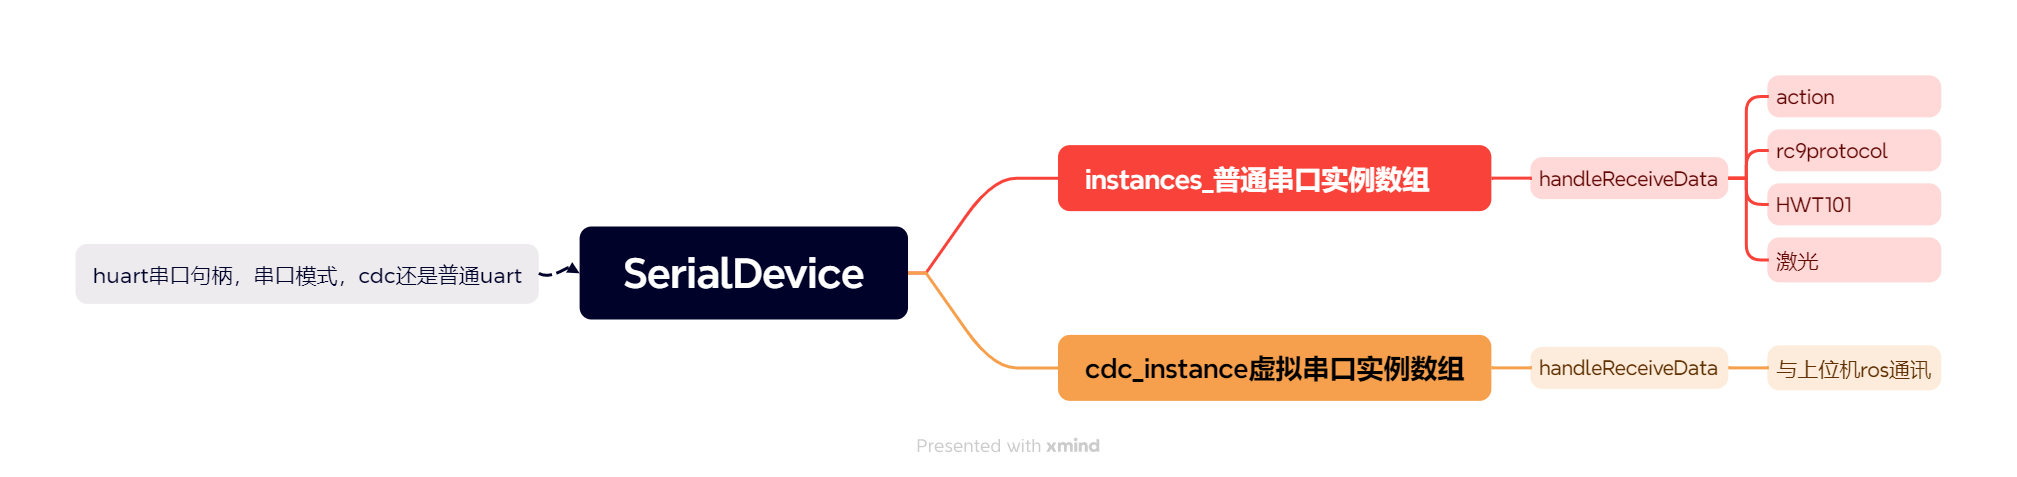 huart串口句柄，串口模式，cdc还是普通uart
SerialDevice
instances_普通串口实例数组
handleReceiveData
action
rc9protocol
HWT101
激光
cdc_instance虚拟串口实例数组
handleReceiveData
与上位机ros通讯
Presented with xmind